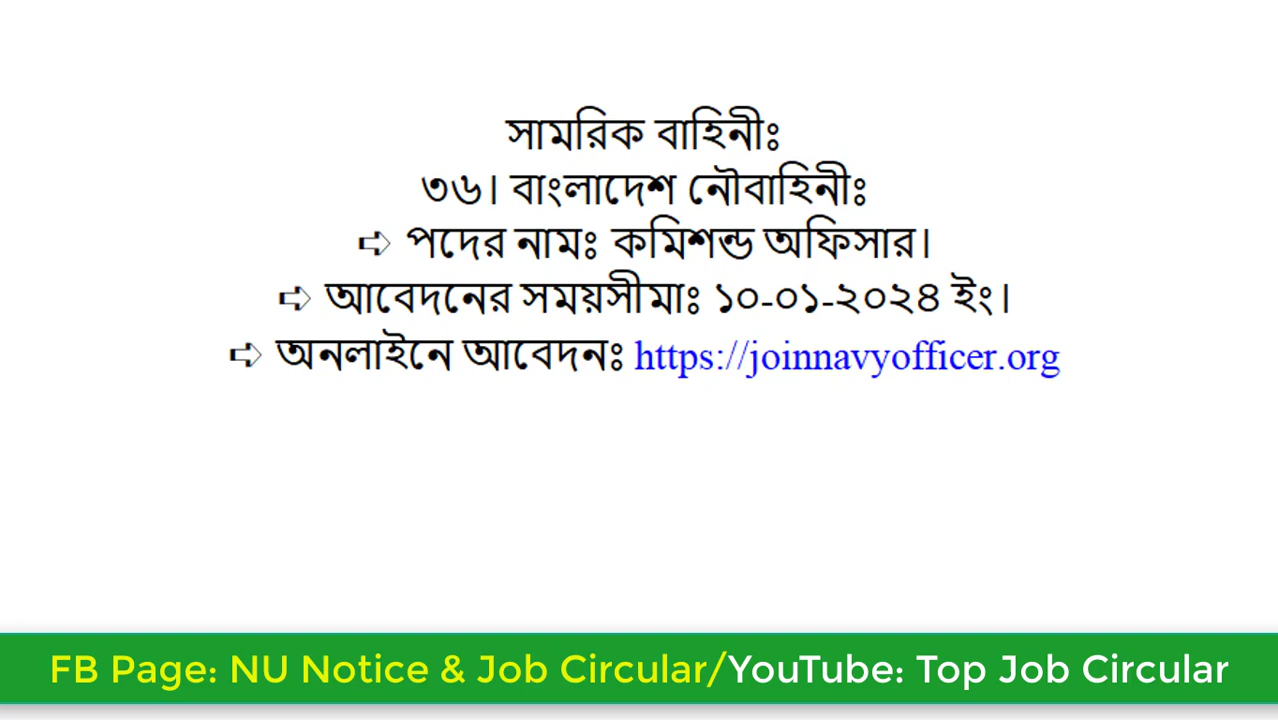 সামরিক বাহিনীঃ
৩৬। বাংলাদেশ নৌবাহিনীঃ
➪ পদের নামঃ কমিশন্ড অফিসার।
➪ আবেদনের সময়সীমাঃ ১০-০১-২০২৪ ইং।
➪ অনলাইনে আবেদনঃ https://joinnavyofficer.org
FB Page: NU Notice & Job Circular/YouTube: Top Job Circular